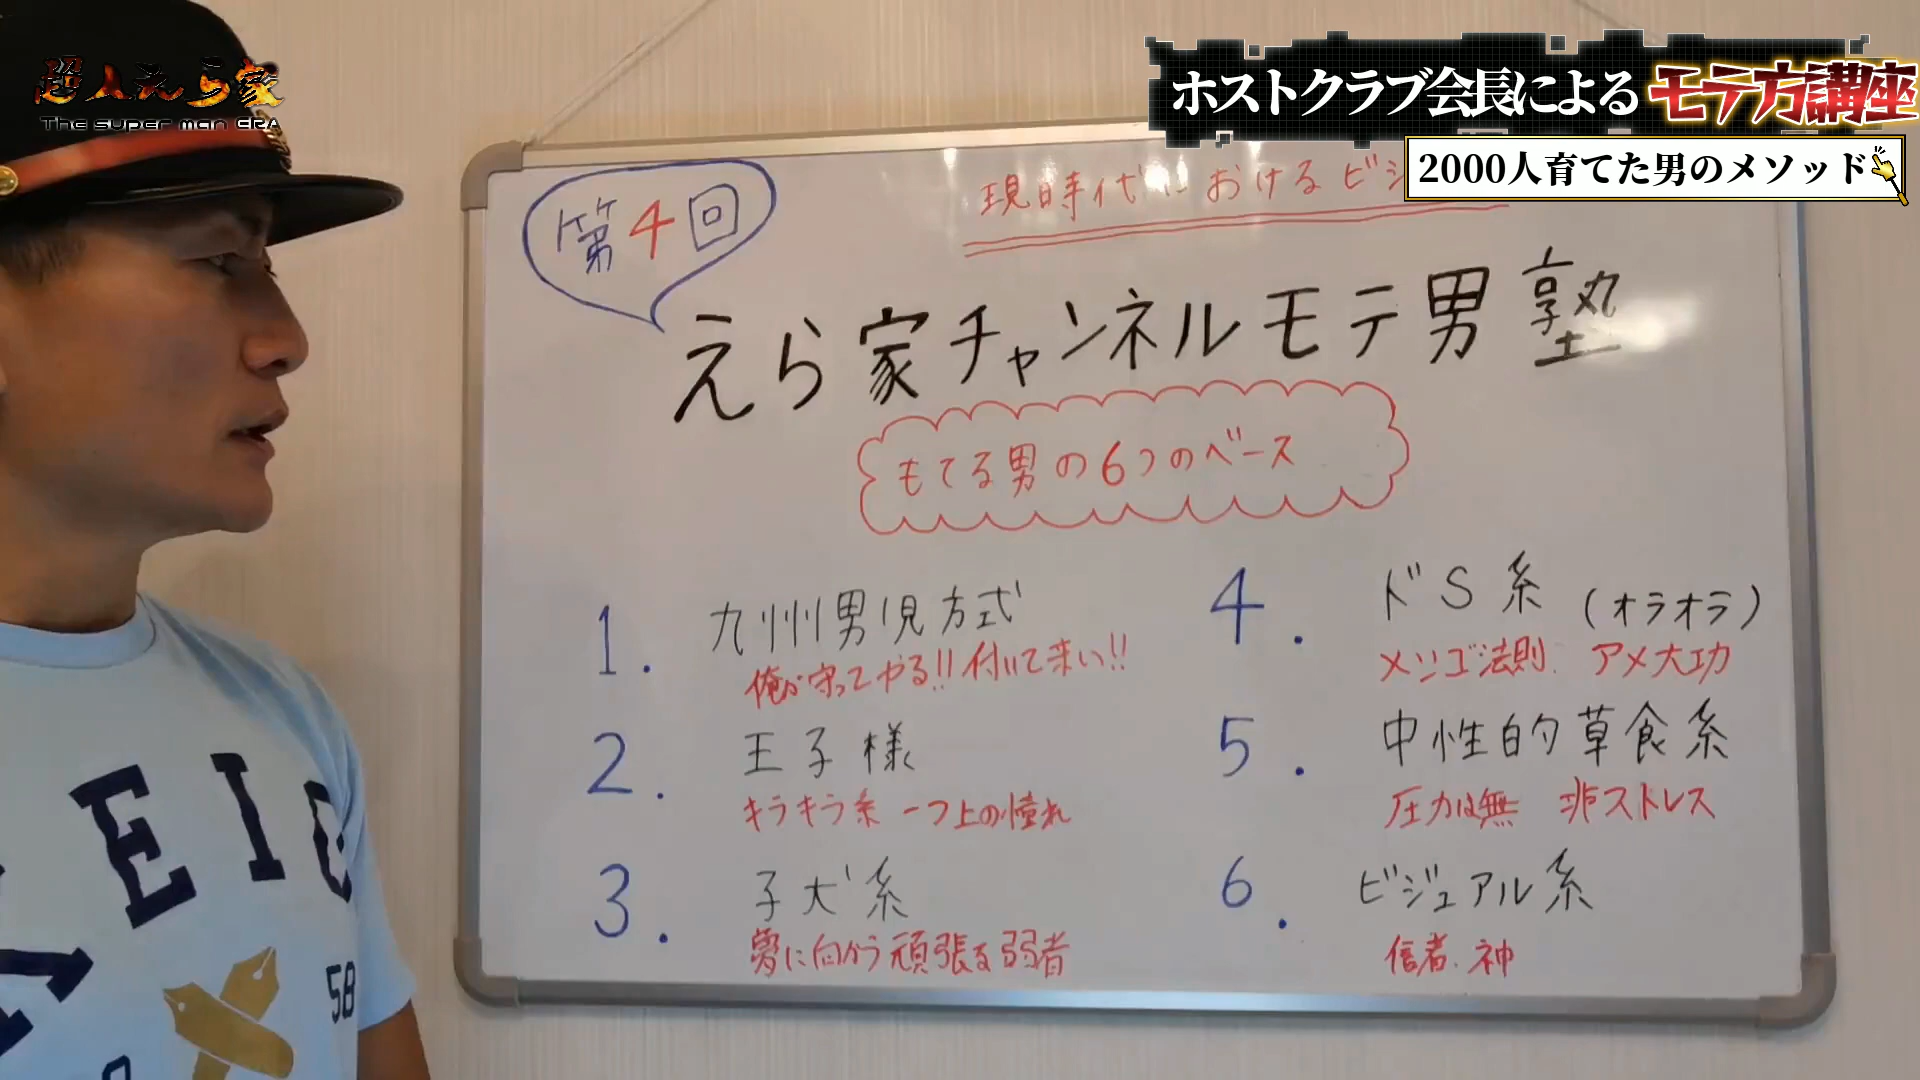 超人えら家
The super man ERA
ホストクラブ会長によるモテ方講座
2000人育てた男のメソッド
第4回
現時代におけるビジ
えら家チャンネルモテ男塾
もてる男の6つのベース
1. 九州男児方式
俺が守ってやる!!付いて来い!!
2. 王子様
キラキラ系 一つ上の憧れ
3. 子犬系
夢に向かう頑張る弱者
4. ドS系 (オラオラ)
メンゴ法則: アメ大功
5. 中性的草食系
圧力は無 非ストレス
6. ビジュアル系
信者.神
EIG
58